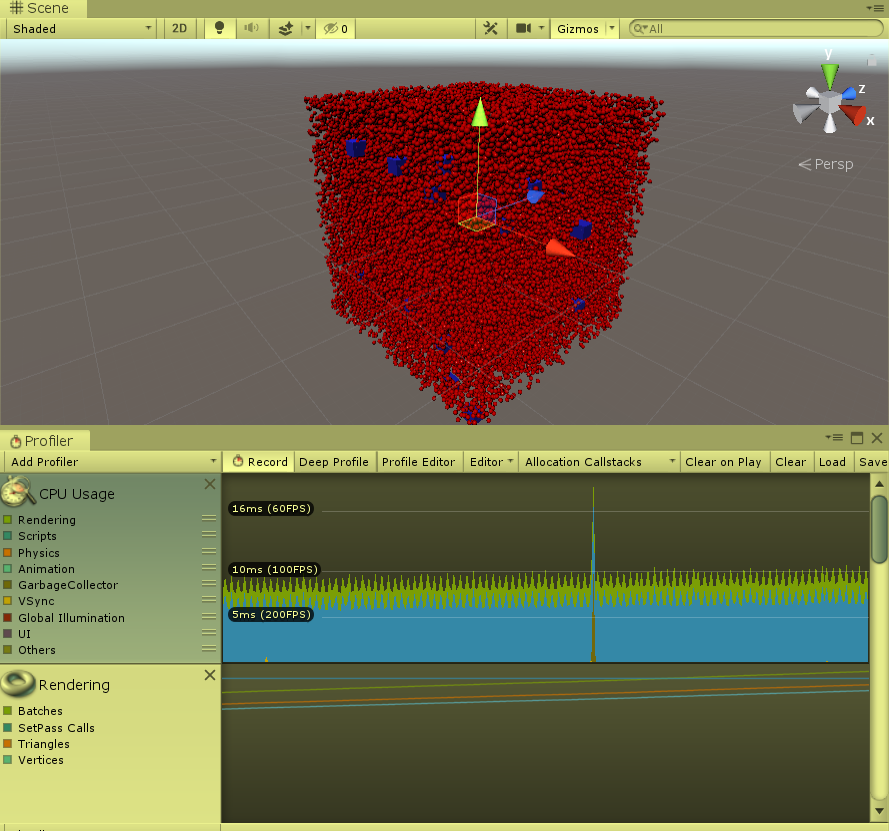 Scene
Shaded 2D 0 Gizmos All
y
z
x
Persp
Profiler
Add Profiler Record Deep Profile Profile Editor Editor Allocation Callstacks Clear on Play Clear Load Save
CPU Usage
Rendering
Scripts
Physics
Animation
GarbageCollector
VSync
Global Illumination
UI
Others
16ms (60FPS)
10ms (100FPS)
5ms (200FPS)
Rendering
Batches
SetPass Calls
Triangles
Vertices